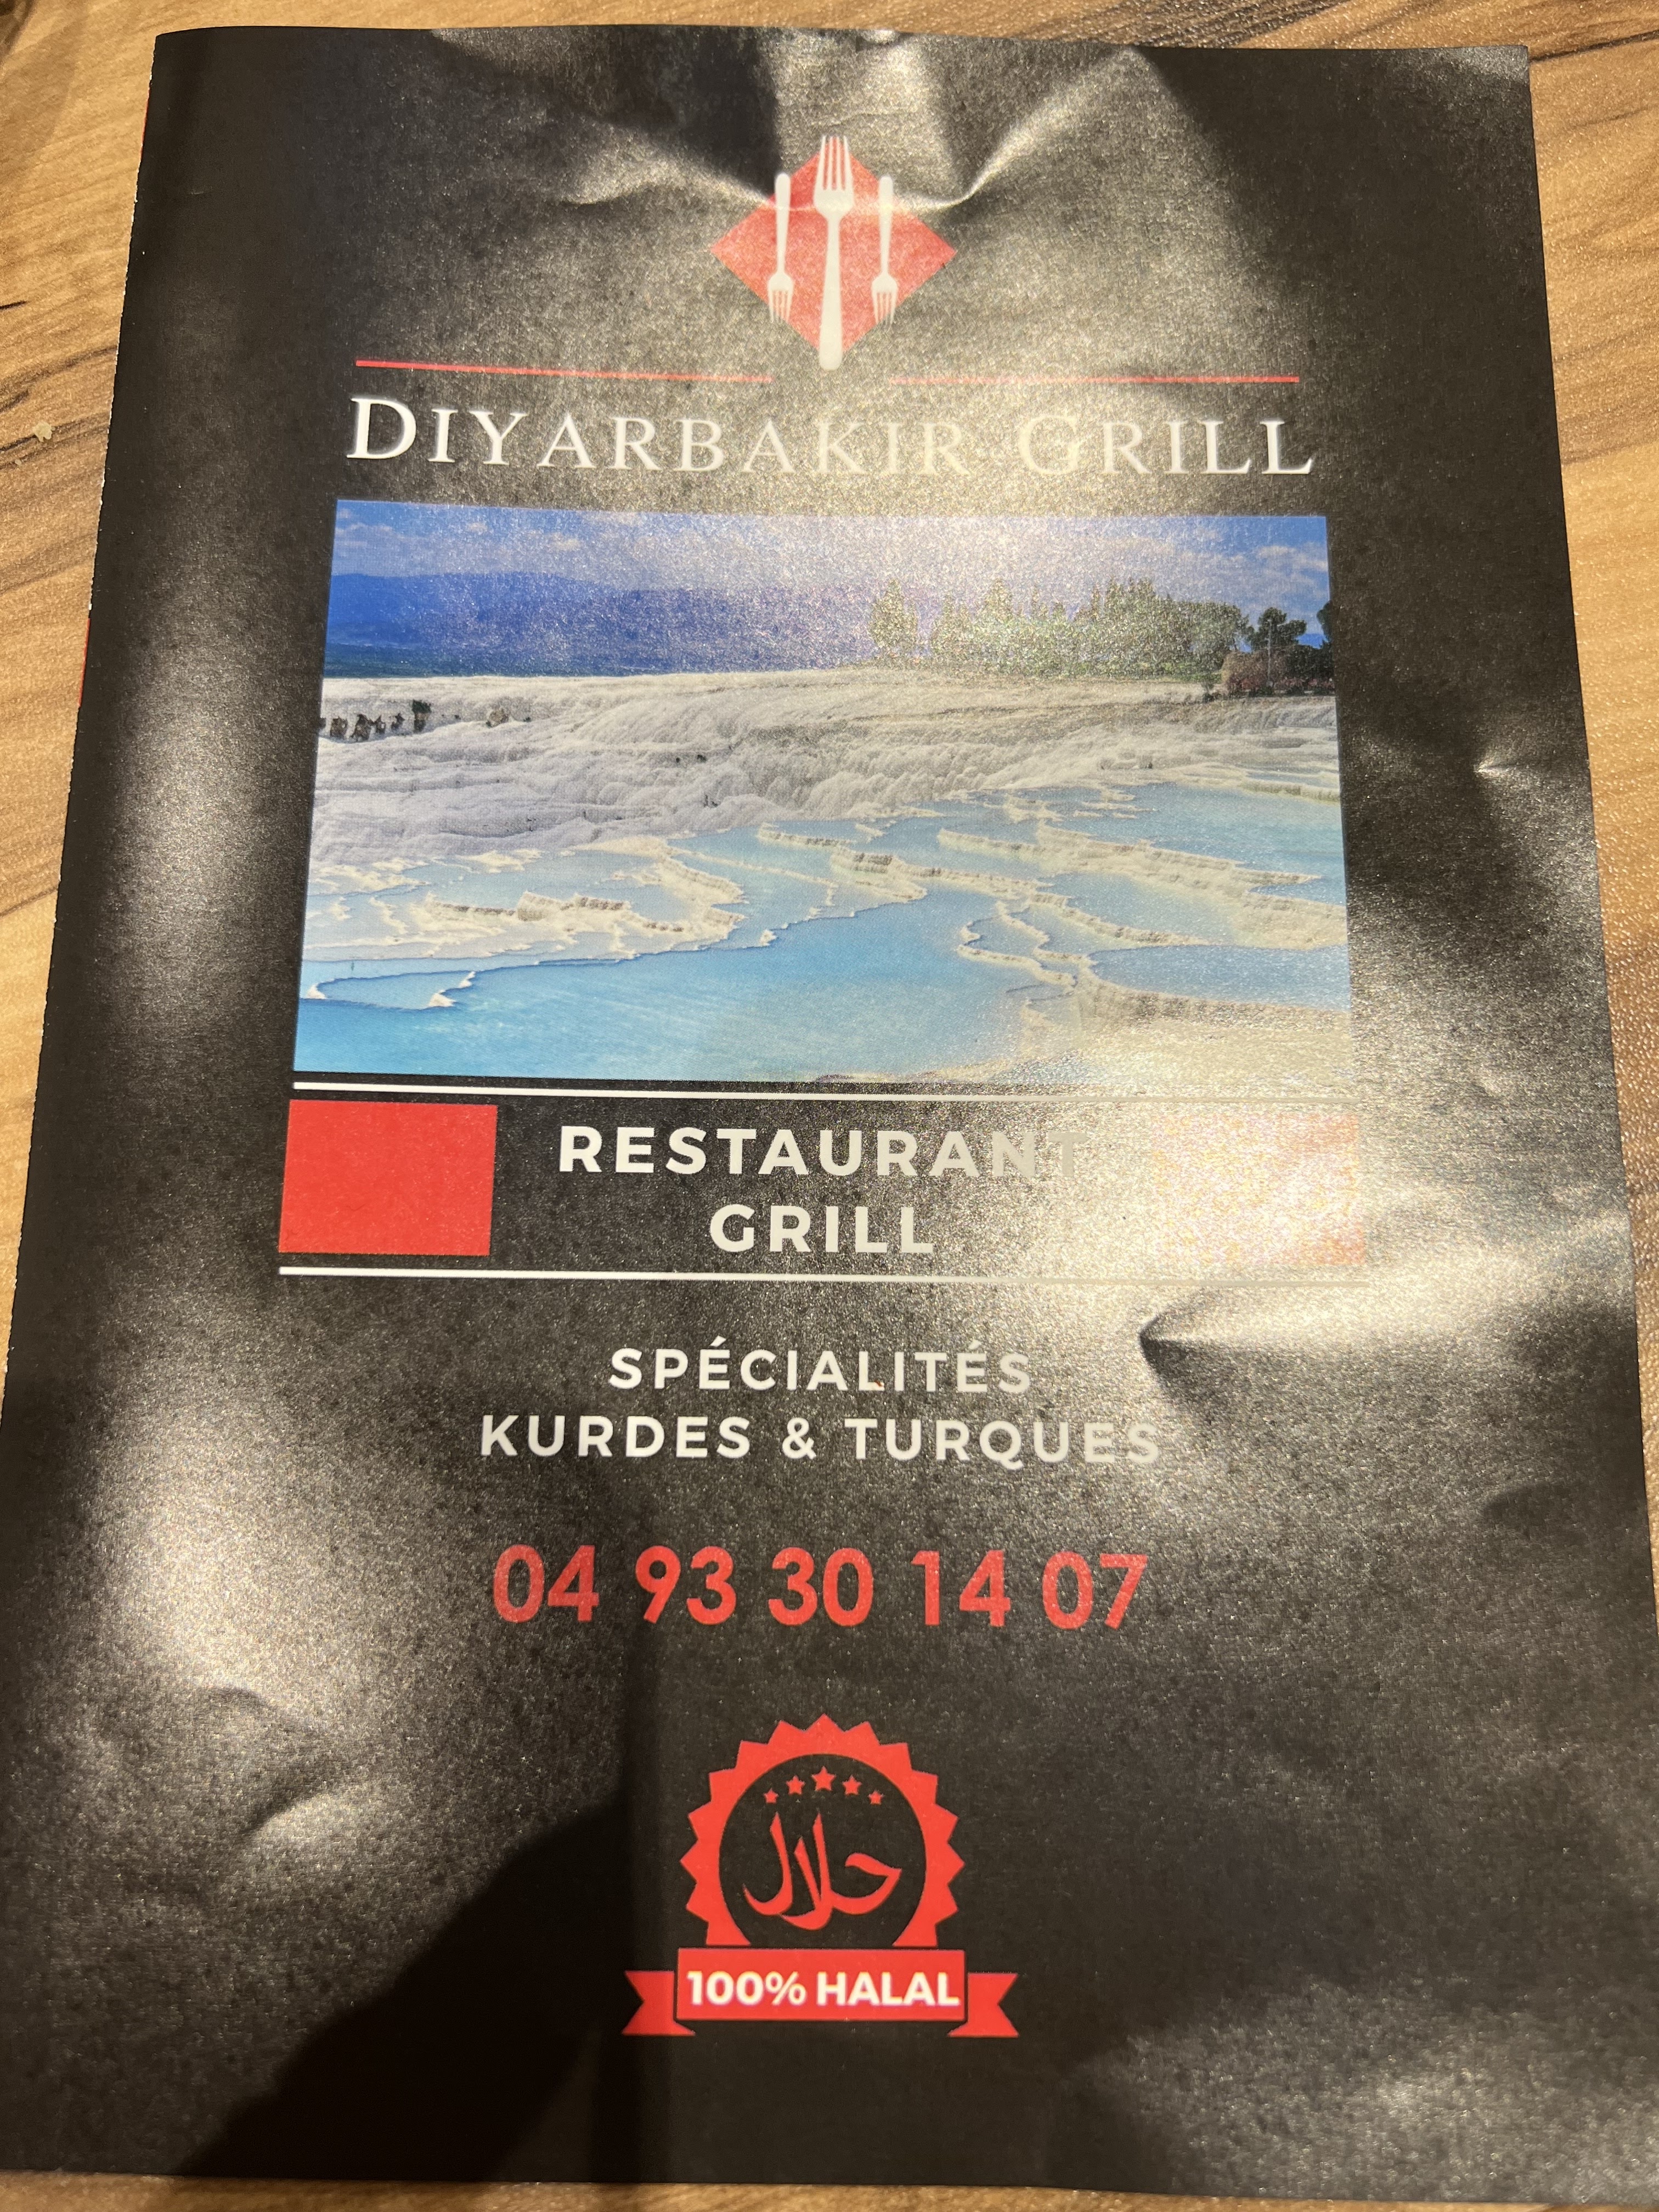 DIYARBAKIR GRILL
RESTAURANT
GRILL
SPÉCIALITÉS
KURDES & TURQUES
04 93 30 14 07
حلال
100% HALAL